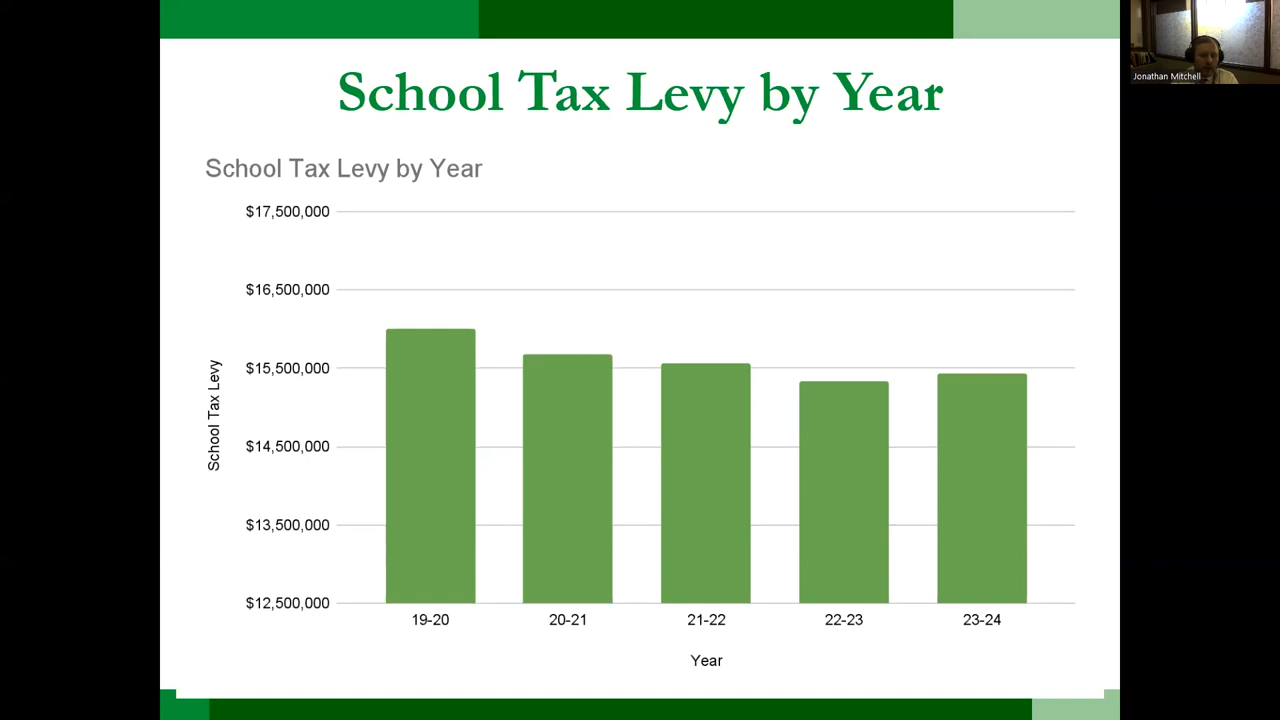 School Tax Levy by Year
Jonathan Mitchell
School Tax Levy by Year
$17,500,000
$16,500,000
$15,500,000
$14,500,000
$13,500,000
$12,500,000
School Tax Levy
19-20 20-21 21-22 22-23 23-24
Year